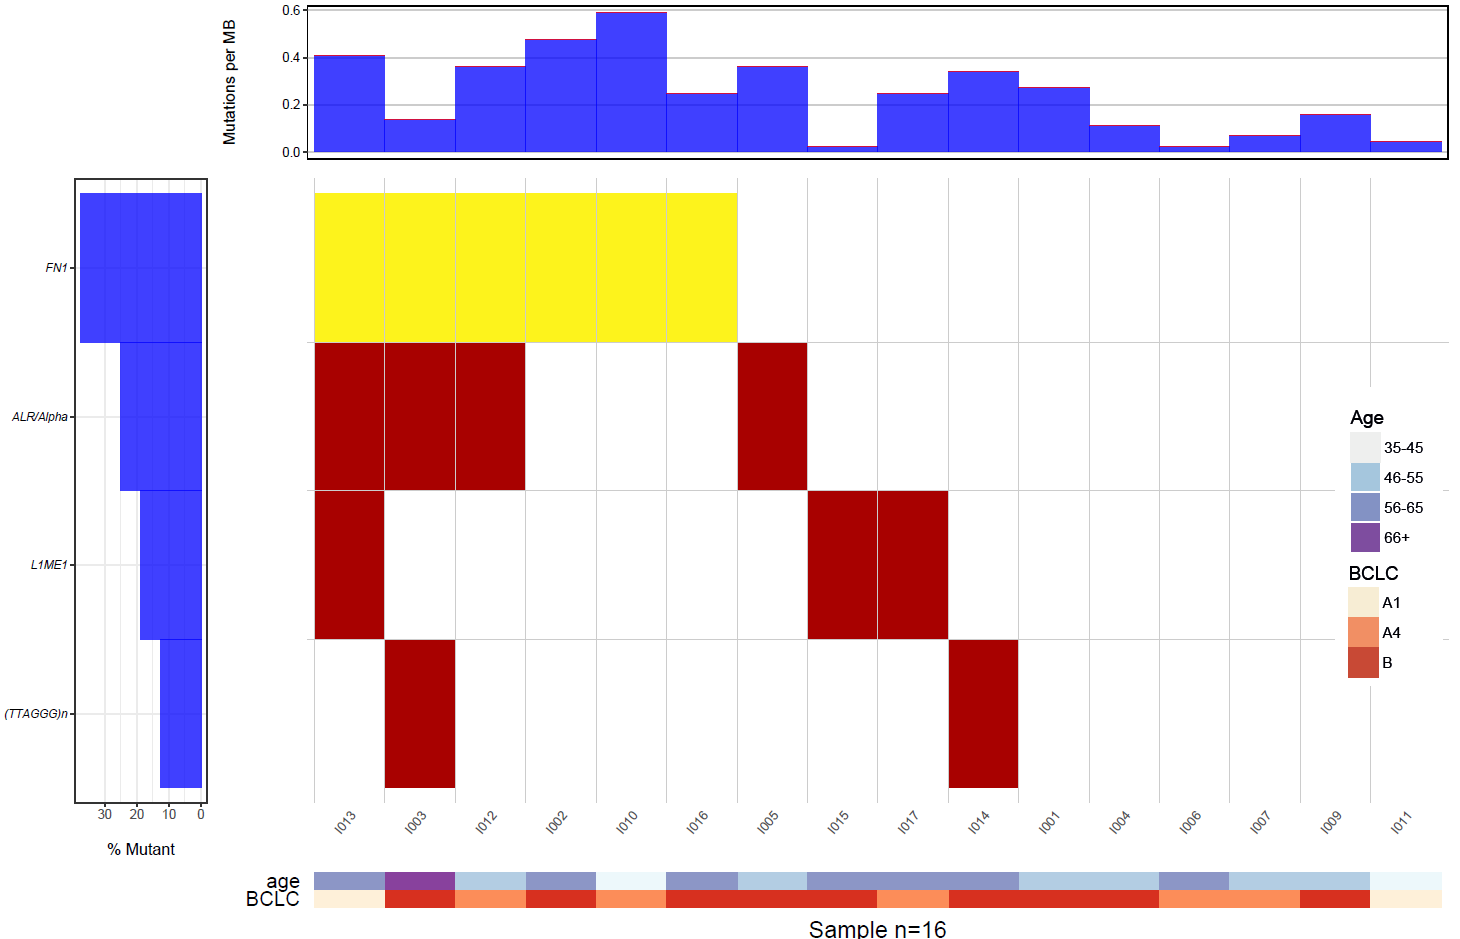 Mutations per MB
0.6
0.4
0.2
0.0
FN1
ALR/Alpha
L1ME1
(TTAGGG)n
30 20 10 0
% Mutant
I013 I003 I012 I002 I010 I016 I005 I015 I017 I014 I001 I004 I006 I007 I009 I011
Age
35-45
46-55
56-65
66+
BCLC
A1
A4
B
age
BCLC
Sample n=16